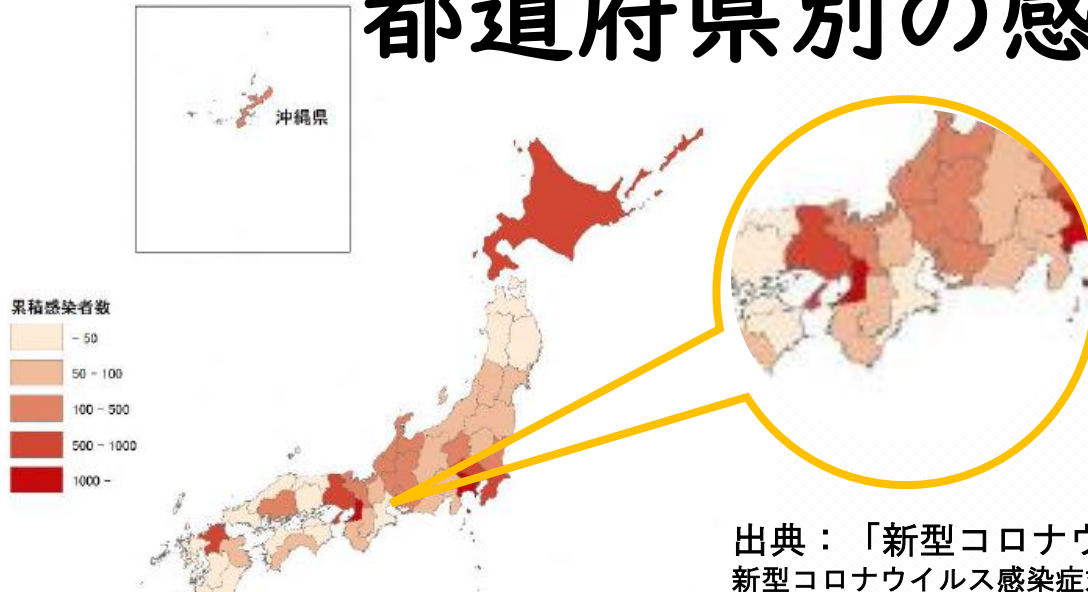 都道府県別の感
沖縄県
累積感染者数
- 50
50 - 100
100 - 500
500 - 1000
1000 -
出典：「新型コロナウ
新型コロナウイルス感染症